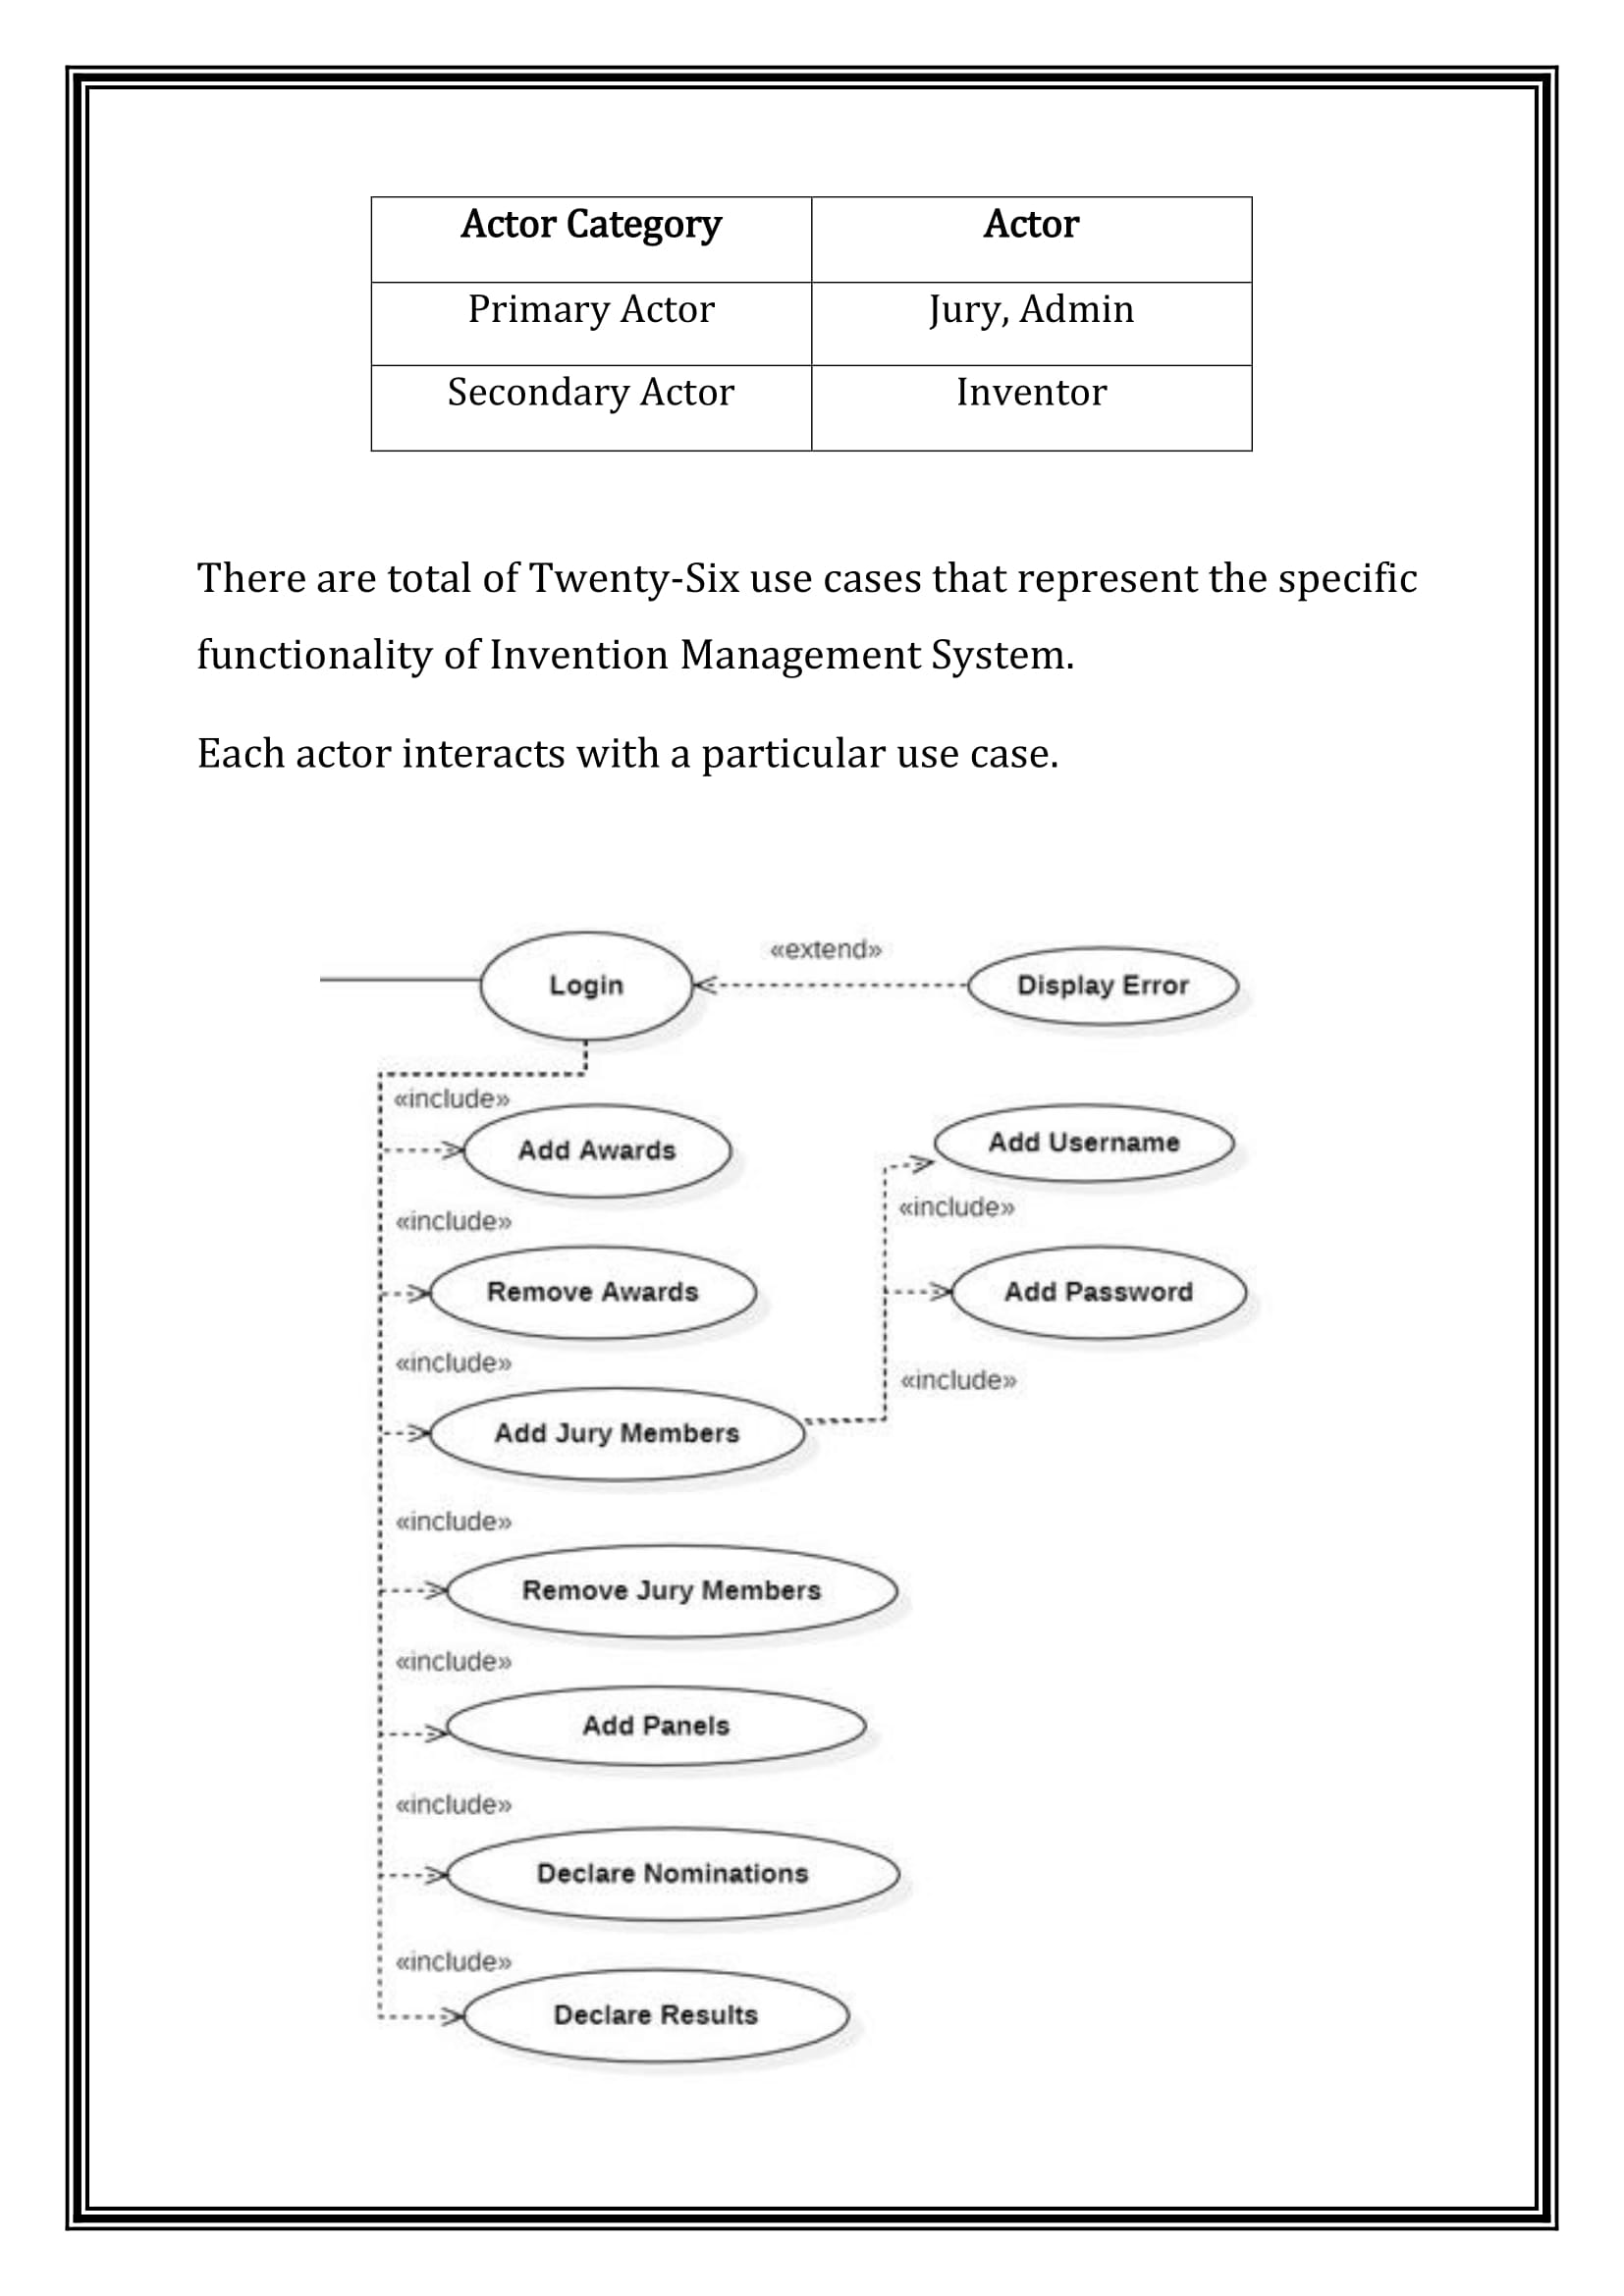 Actor Category Actor
Primary Actor Jury, Admin
Secondary Actor Inventor
There are total of Twenty-Six use cases that represent the specific
functionality of Invention Management System.
Each actor interacts with a particular use case.
«extend»
Login
Display Error
«include»
Add Awards
Add Username
«include»
«include»
Remove Awards
Add Password
«include»
«include»
Add Jury Members
«include»
Remove Jury Members
«include»
Add Panels
«include»
Declare Nominations
«include»
Declare Results